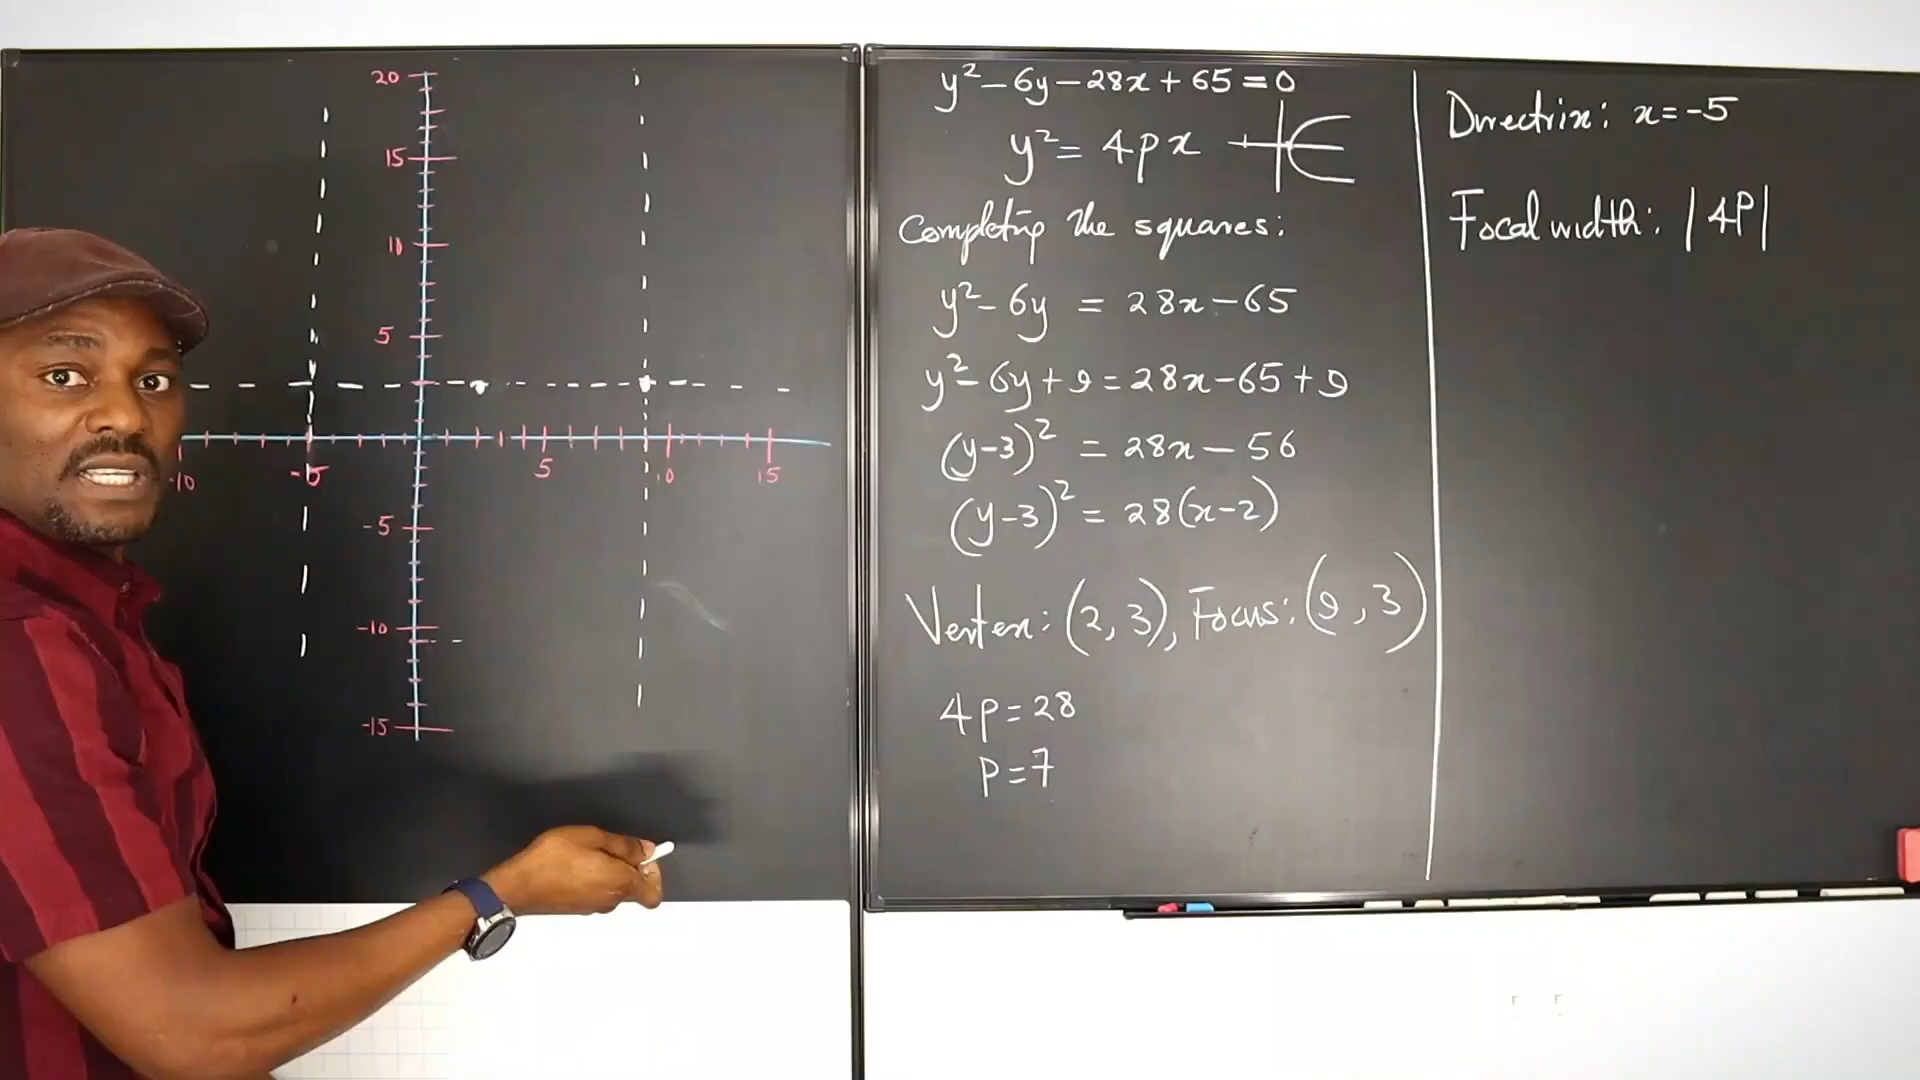 20
15
10
5
-10 -5 5 10 15
-5
-10
-15
y² - 6y - 28x + 65 = 0
y² = 4px
Completing the squares:
y² - 6y = 28x - 65
y² - 6y + 9 = 28x - 65 + 9
(y-3)² = 28x - 56
(y-3)² = 28(x-2)
Vertex: (2, 3), Focus: (9, 3)
4p = 28
p = 7
Directrix: x = -5
Focal width: |4P|